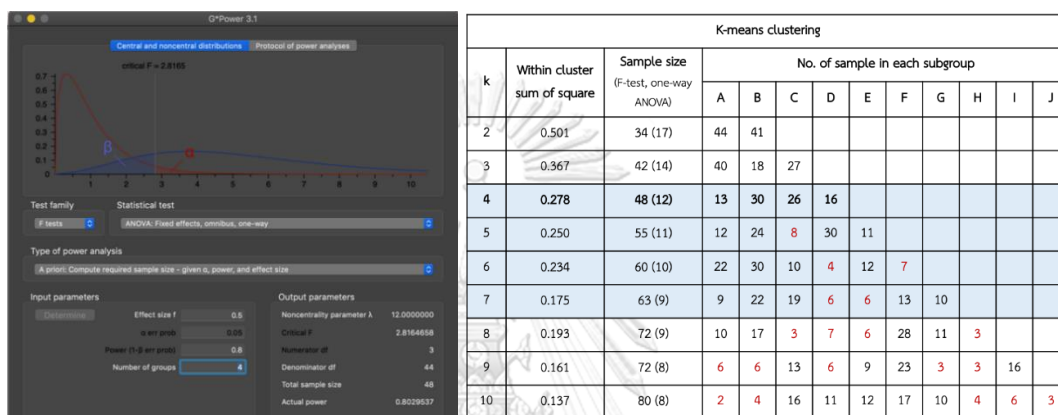 G*Power 3.1
Central and noncentral distributions Protocol of power analyses
critical F = 2.8165
0.7
0.6
0.5
0.4
0.3
0.2
0.1
0
β
α
1 2 3 4 5 6 7 8 9 10
Test family Statistical test
F tests ANOVA: Fixed effects, omnibus, one-way
Type of power analysis
A priori: Compute required sample size - given α, power, and effect size
Input parameters Output parameters
Determine Effect size f 0.5 Noncentrality parameter λ 12.0000000
α err prob 0.05 Critical F 2.8164658
Power (1-β err prob) 0.8 Numerator df 3
Number of groups 4 Denominator df 44
Total sample size 48
Actual power 0.8029537
K-means clustering
k Within cluster sum of square Sample size (F-test, one-way ANOVA) No. of sample in each subgroup
A B C D E F G H I J
2 0.501 34 (17) 44 41
3 0.367 42 (14) 40 18 27
4 0.278 48 (12) 13 30 26 16
5 0.250 55 (11) 12 24 8 30 11
6 0.234 60 (10) 22 30 10 4 12 7
7 0.175 63 (9) 9 22 19 6 6 13 10
8 0.193 72 (9) 10 17 3 7 6 28 11 3
9 0.161 72 (8) 6 6 13 6 9 23 3 3 16
10 0.137 80 (8) 2 4 16 11 12 17 10 4 6 3